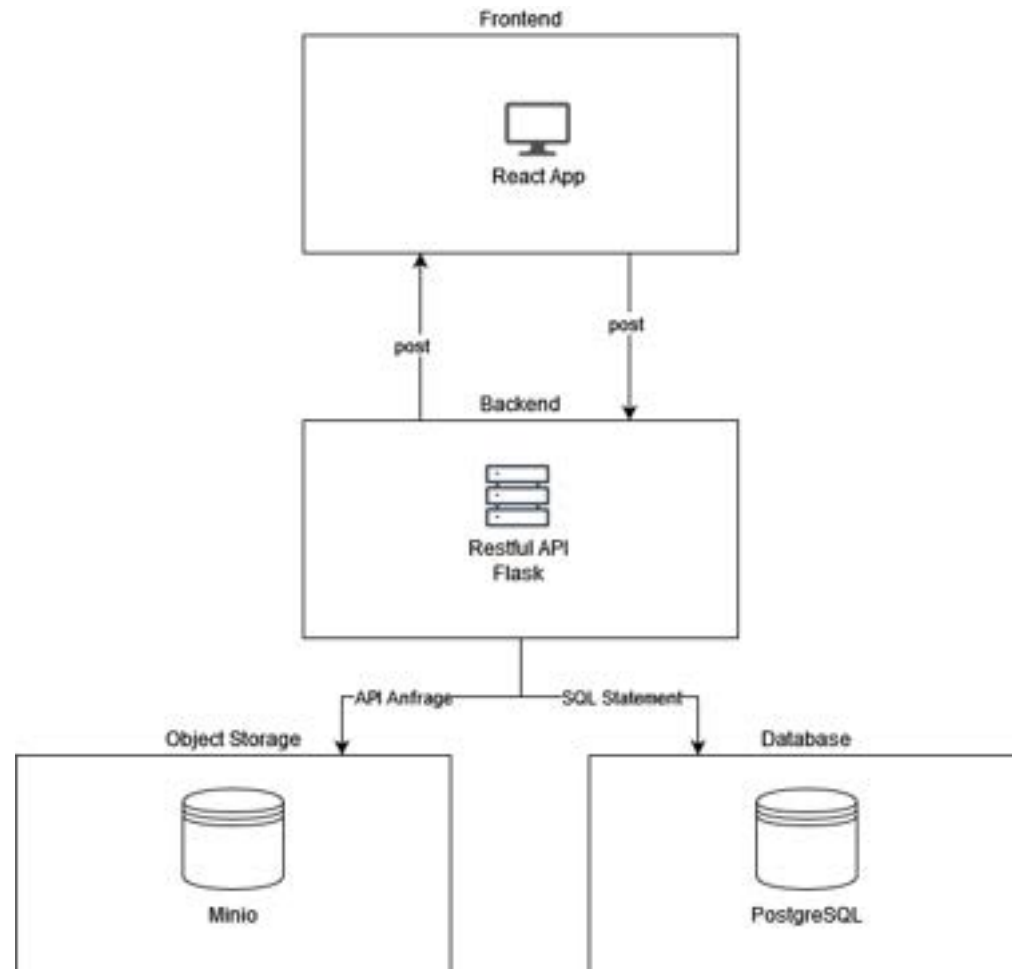 Frontend
React App
post
post
Backend
Restful API
Flask
API Anfrage
SQL Statement
Object Storage
Database
Minio
PostgreSQL